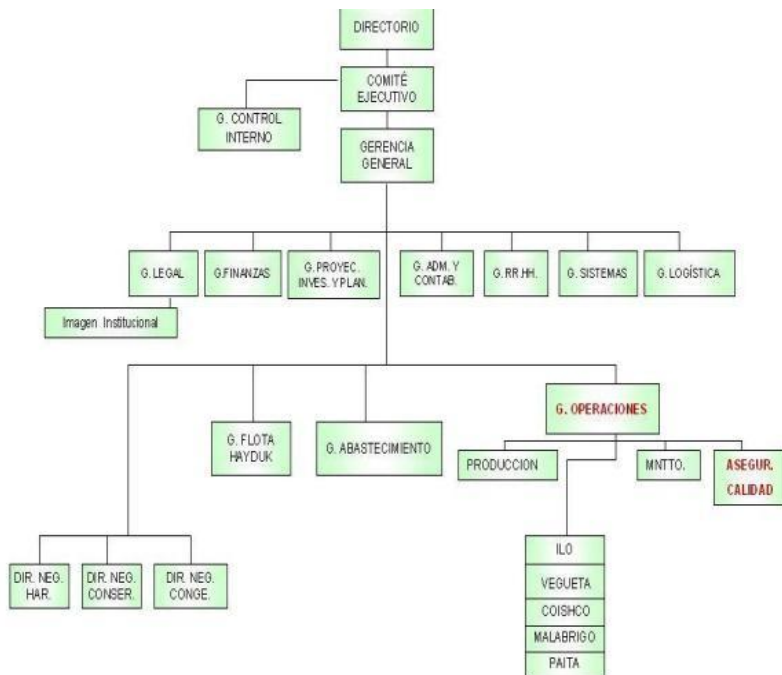 DIRECTORIO
COMITÉ
EJECUTIVO
G. CONTROL
INTERNO
GERENCIA
GENERAL
G. LEGAL
G.FINANZAS
G. PROYEC.
INVES. Y PLAN.
G. ADM. Y
CONTAB.
G. RR.HH.
G. SISTEMAS
G. LOGÍSTICA
Imagen Institucional
G. OPERACIONES
G. FLOTA
HAYDUK
G. ABASTECIMIENTO
PRODUCCION
MNTTO.
ASEGUR.
CALIDAD
DIR. NEG.
HAR.
DIR. NEG.
CONSER.
DIR. NEG.
CONGE.
ILO
VEGUETA
COISHCO
MALABRIGO
PAITA